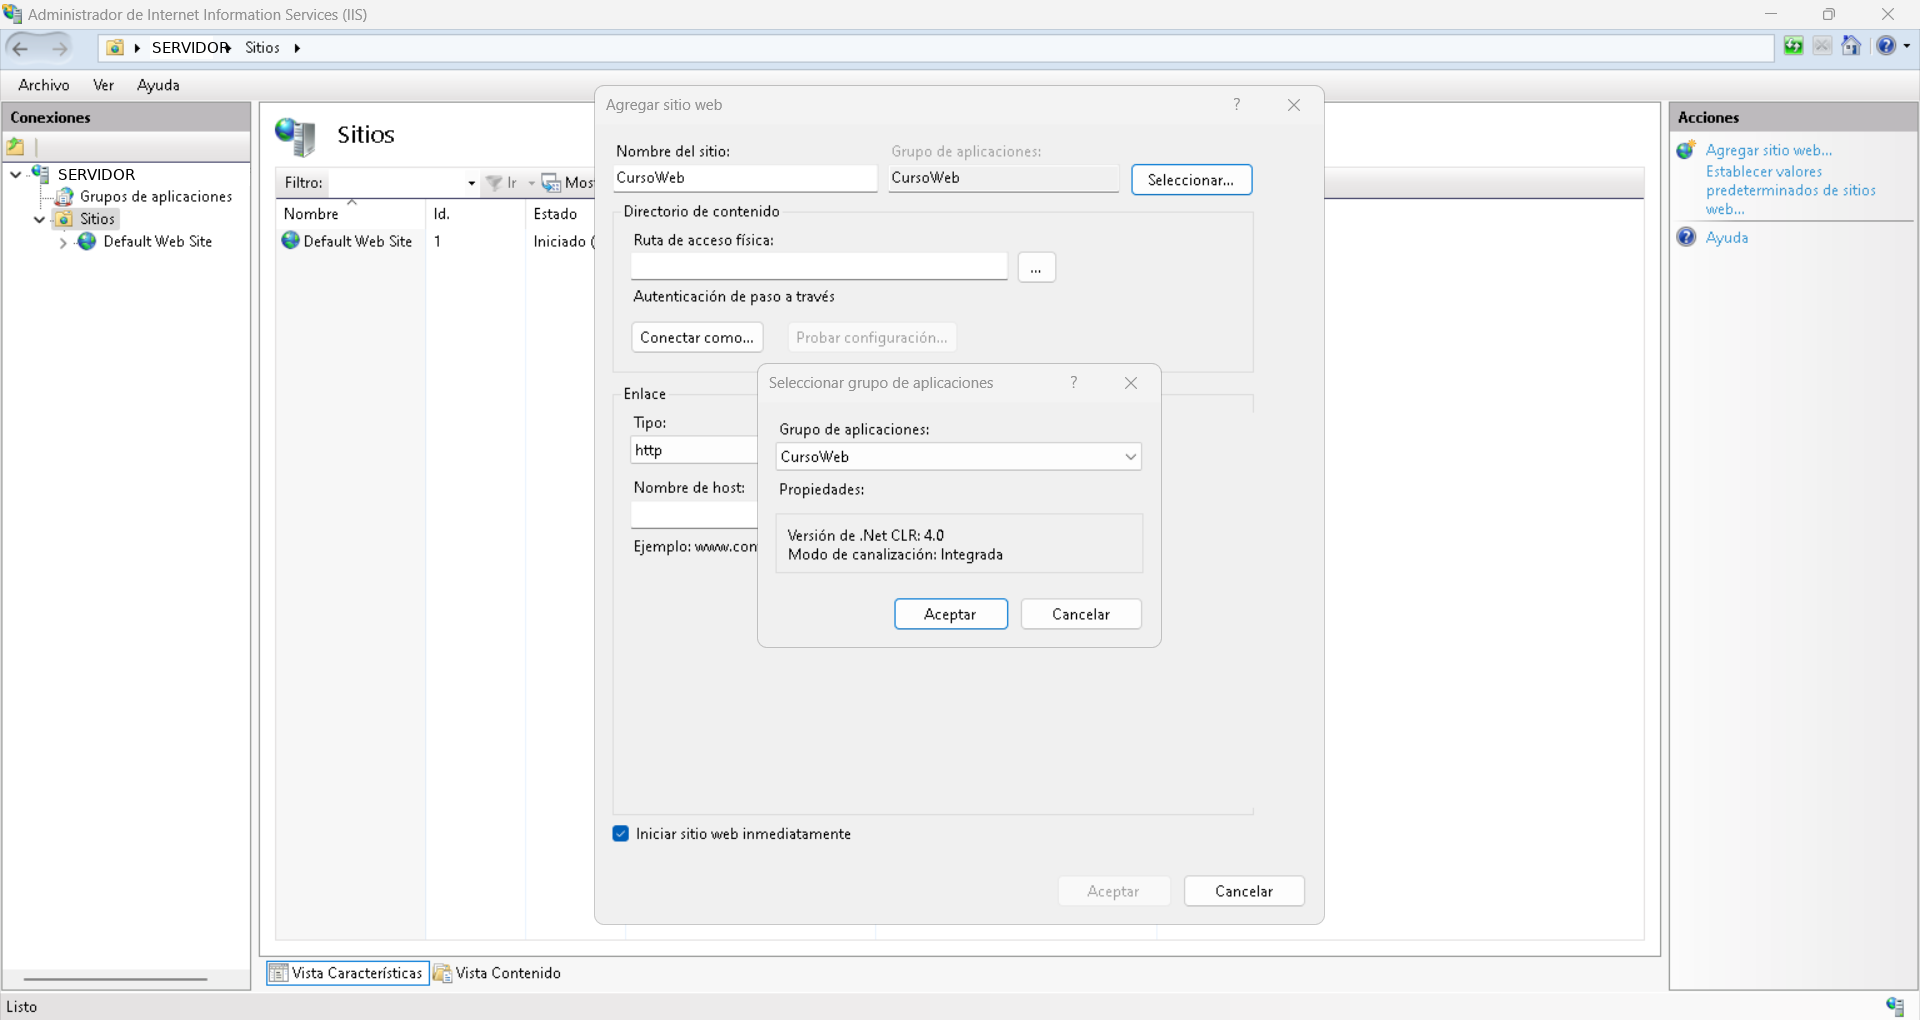 Administrador de Internet Information Services (IIS)
SERVIDOR
Sitios
Archivo Ver Ayuda
Conexiones
SERVIDOR
Grupos de aplicaciones
Sitios
Default Web Site
Sitios
Filtro: Ir
Nombre Id. Estado
Default Web Site 1 Iniciado (
Agregar sitio web ?
Nombre del sitio: Grupo de aplicaciones:
CursoWeb CursoWeb Seleccionar...
Directorio de contenido
Ruta de acceso física:
...
Autenticación de paso a través
Conectar como... Probar configuración...
Enlace
Tipo:
http
Nombre de host:
Ejemplo:
Seleccionar grupo de aplicaciones ?
Grupo de aplicaciones:
CursoWeb
Propiedades:
Versión de .Net CLR: 4.0
Modo de canalización: Integrada
Aceptar Cancelar
Iniciar sitio web inmediatamente
Aceptar Cancelar
Acciones
Agregar sitio web...
Establecer valores
predeterminados de sitios
web...
Ayuda
Vista Características Vista Contenido
Listo